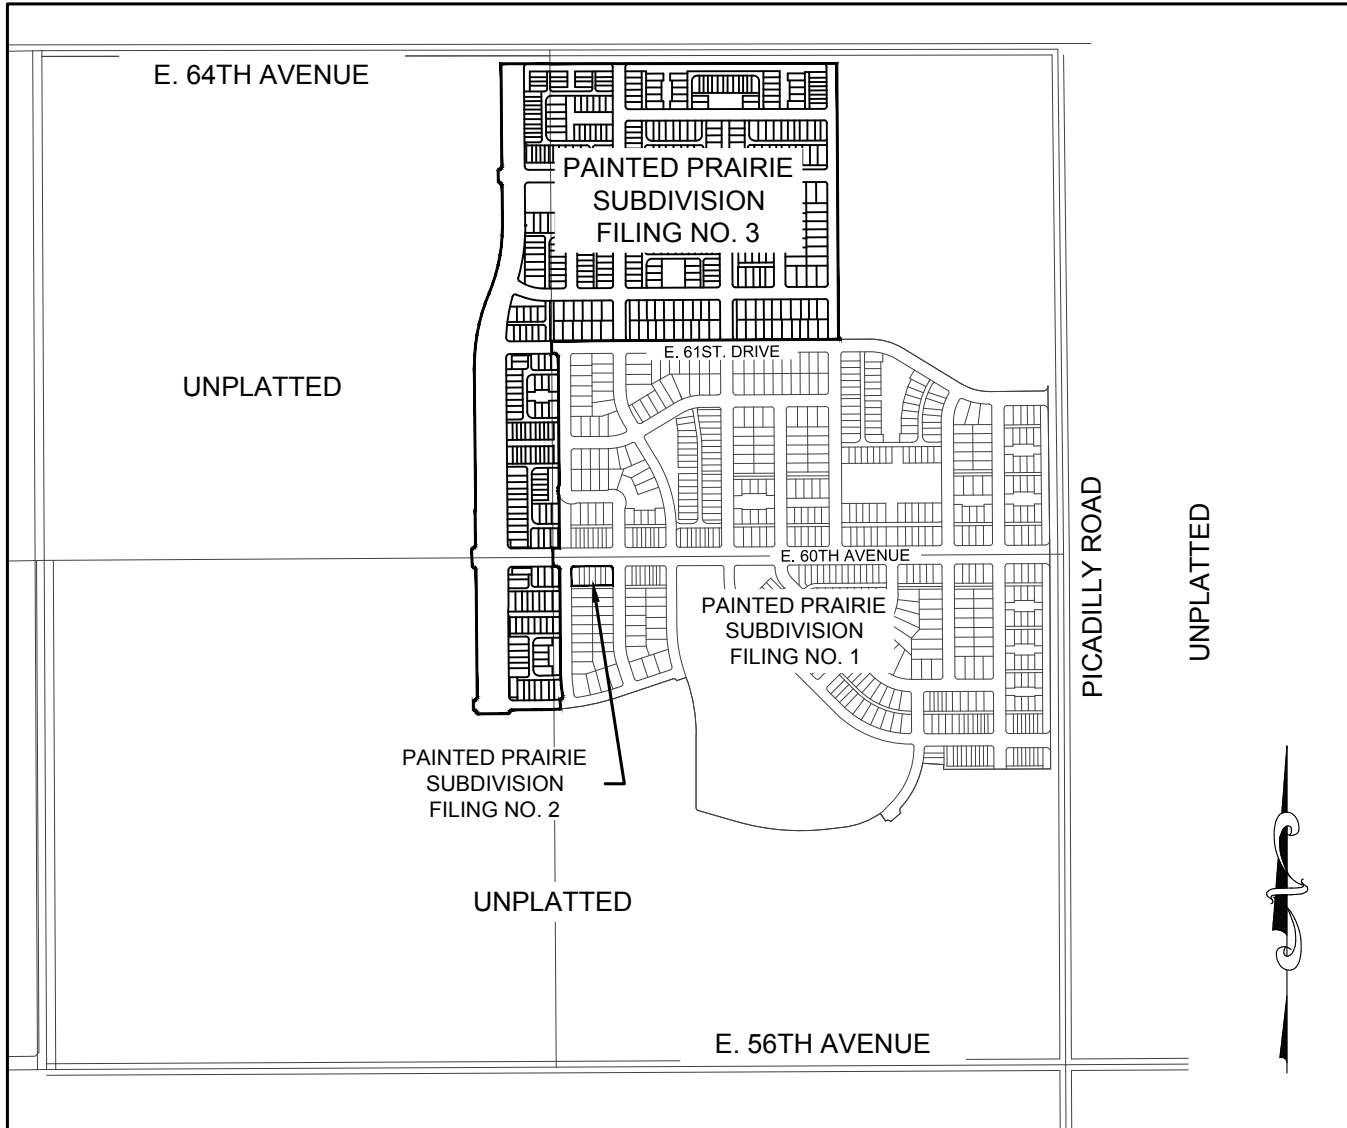 E. 64TH AVENUE
PAINTED PRAIRIE
SUBDIVISION
FILING NO. 3
E. 61ST. DRIVE
UNPLATTED
PICADILLY ROAD
UNPLATTED
E. 60TH AVENUE
PAINTED PRAIRIE
SUBDIVISION
FILING NO. 1
PAINTED PRAIRIE
SUBDIVISION
FILING NO. 2
UNPLATTED
E. 56TH AVENUE